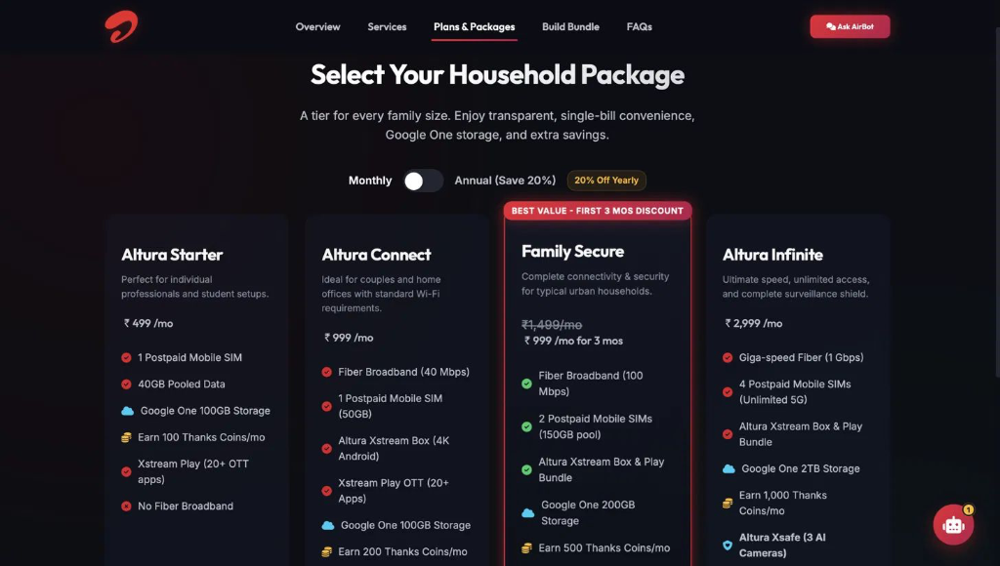 Overview Services Plans & Packages Build Bundle FAQs Ask AirBot
Select Your Household Package
A tier for every family size. Enjoy transparent, single-bill convenience,
Google One storage, and extra savings.
Monthly Annual (Save 20%) 20% Off Yearly
Altura Starter
Perfect for individual
professionals and student setups.
₹ 499 /mo
1 Postpaid Mobile SIM
40GB Pooled Data
Google One 100GB Storage
Earn 100 Thanks Coins/mo
Xstream Play (20+ OTT
apps)
No Fiber Broadband
Altura Connect
Ideal for couples and home
offices with standard Wi-Fi
requirements.
₹ 999 /mo
Fiber Broadband (40 Mbps)
1 Postpaid Mobile SIM
(50GB)
Altura Xstream Box (4K
Android)
Xstream Play OTT (20+
Apps)
Google One 100GB Storage
Earn 200 Thanks Coins/mo
BEST VALUE - FIRST 3 MOS DISCOUNT
Family Secure
Complete connectivity & security
for typical urban households.
₹1,499/mo
₹ 999 /mo for 3 mos
Fiber Broadband (100
Mbps)
2 Postpaid Mobile SIMs
(150GB pool)
Altura Xstream Box & Play
Bundle
Google One 200GB
Storage
Earn 500 Thanks Coins/mo
Altura Infinite
Ultimate speed, unlimited access,
and complete surveillance shield.
₹ 2,999 /mo
Giga-speed Fiber (1 Gbps)
4 Postpaid Mobile SIMs
(Unlimited 5G)
Altura Xstream Box & Play
Bundle
Google One 2TB Storage
Earn 1,000 Thanks
Coins/mo
Altura Xsafe (3 AI
Cameras)
1